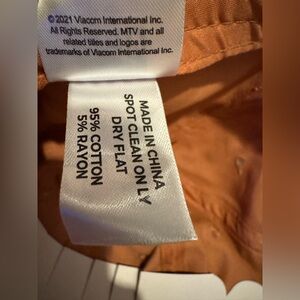 © 2021 Viacom International Inc.
All Rights Reserved. MTV and all
related titles and logos are
trademarks of Viacom International Inc.
MADE IN CHINA
SPOT CLEAN ONLY
DRY FLAT
95% COTTON
5% RAYON